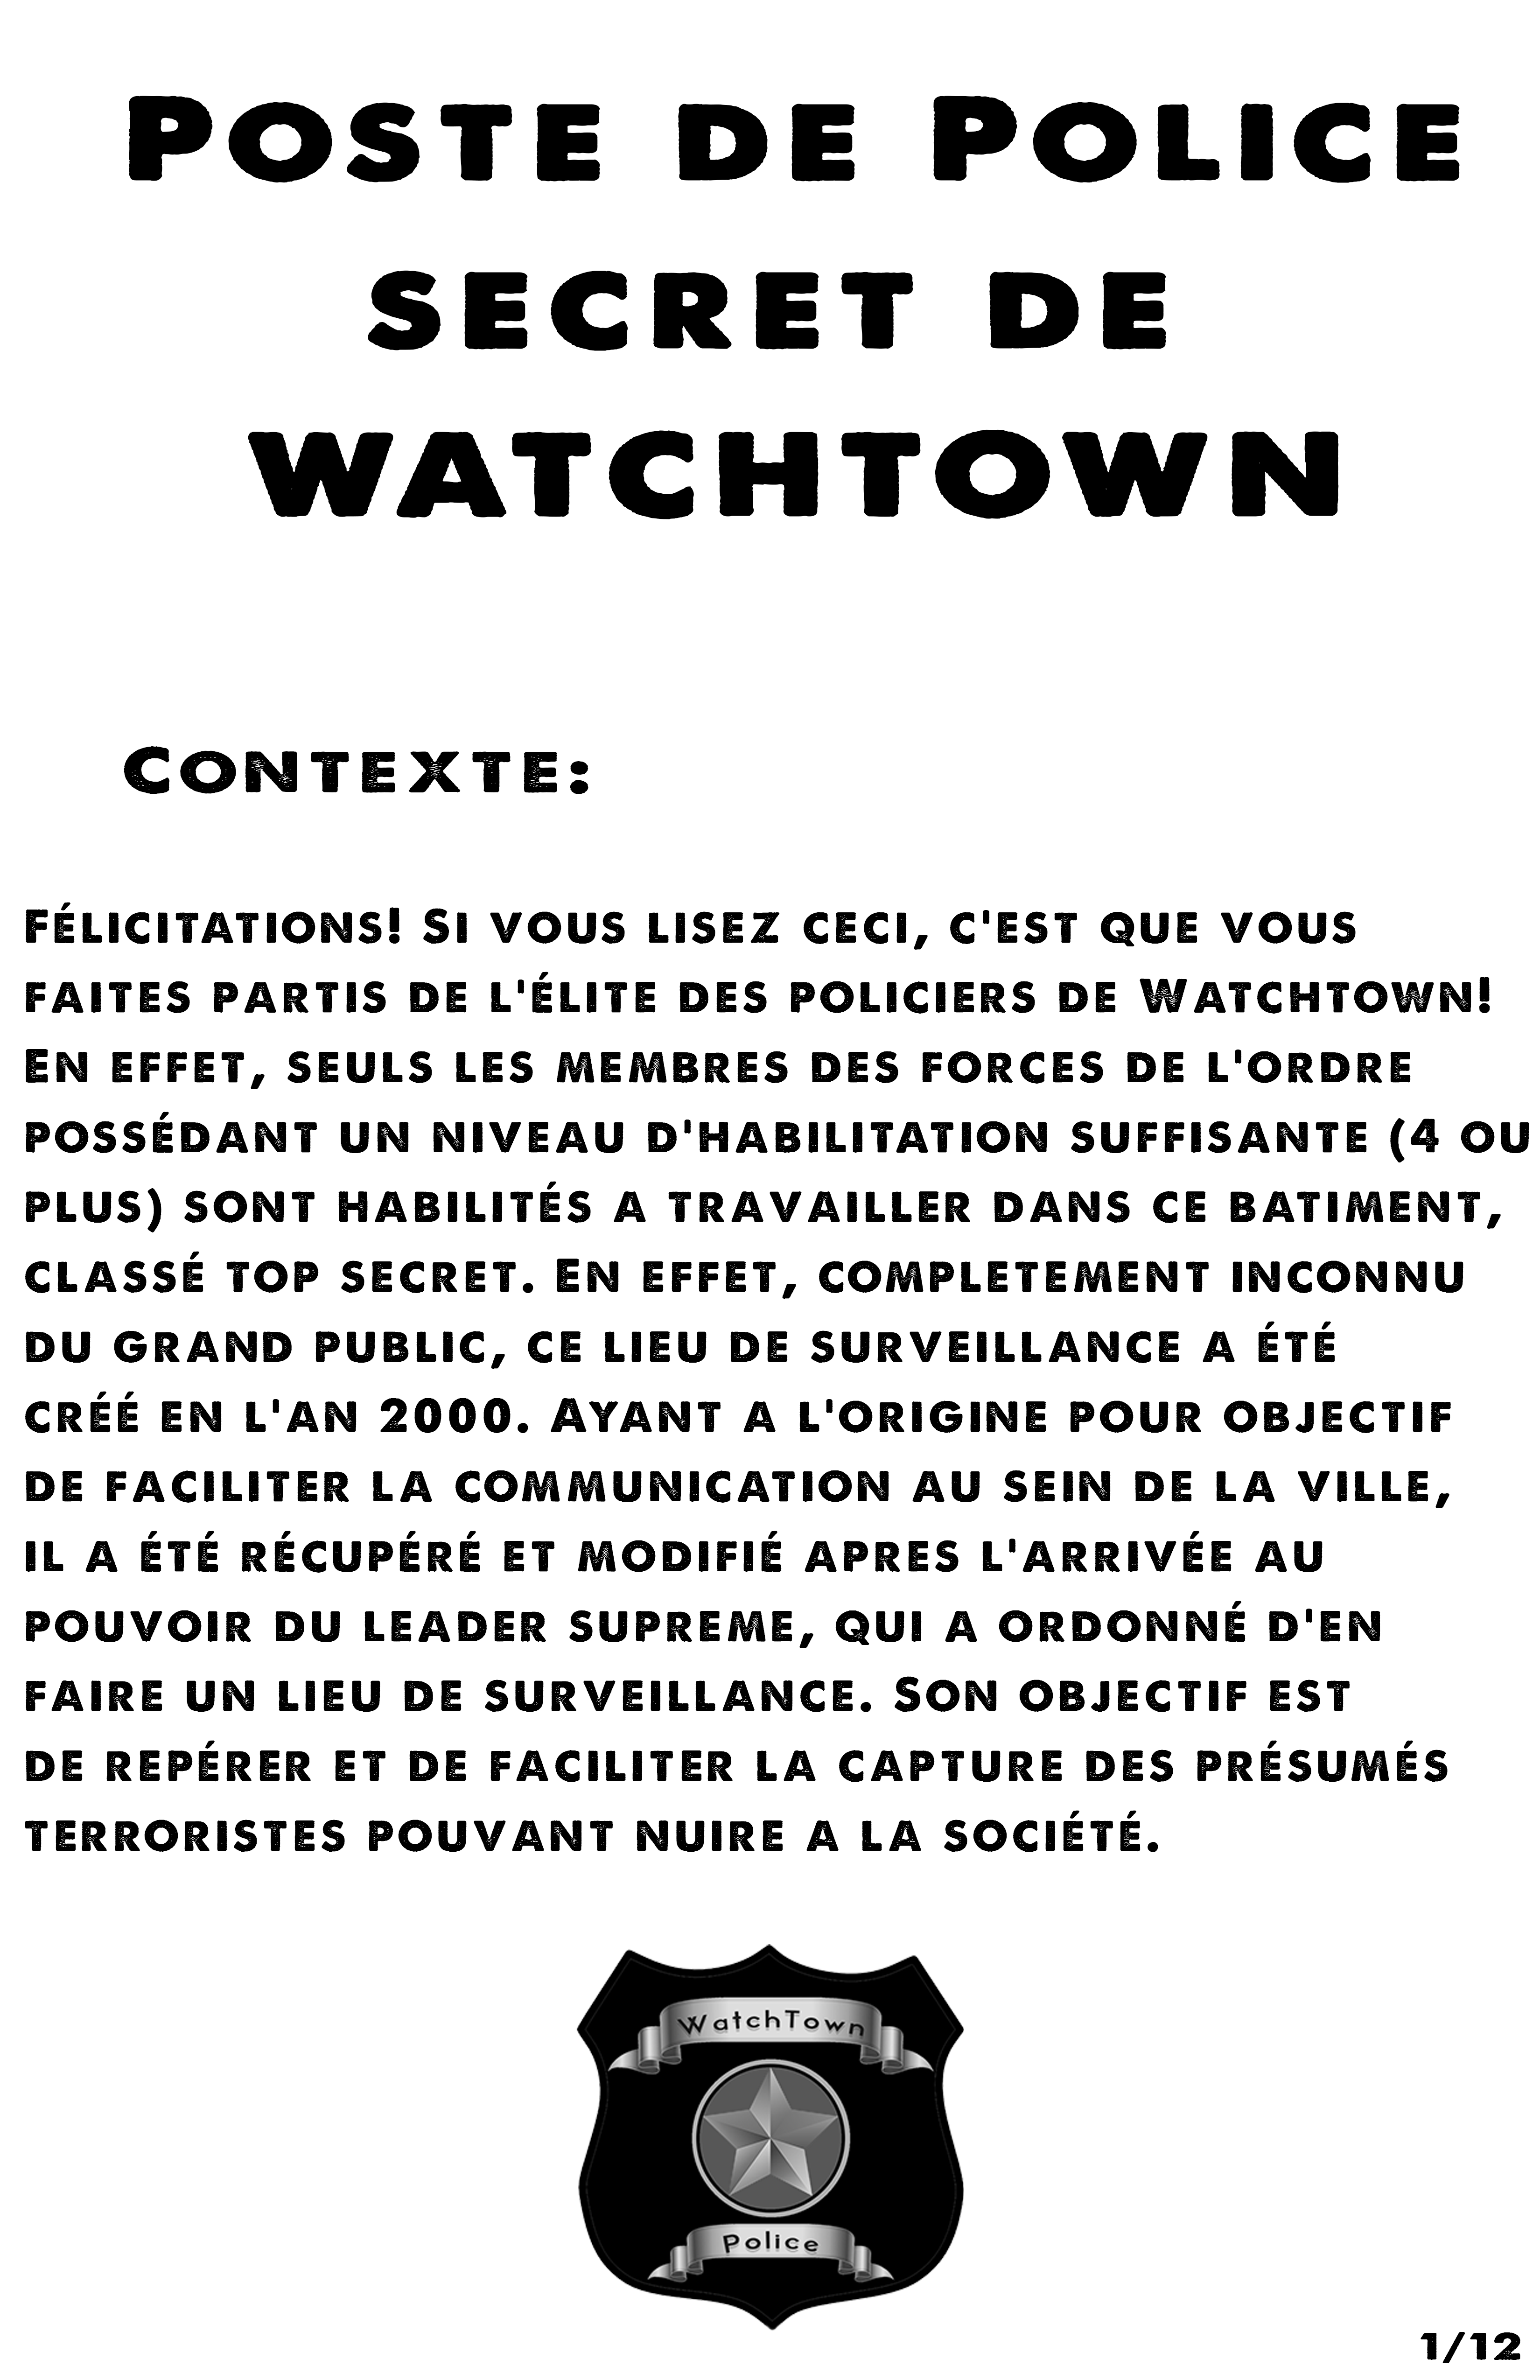 Poste de Police
secret de
Watchtown
Contexte:
Félicitations! Si vous lisez ceci, c'est que vous
faites partis de l'élite des policiers de Watchtown!
En effet, seuls les membres des forces de l'ordre
possédant un niveau d'habilitation suffisante (4 ou
plus) sont habilités a travailler dans ce batiment,
classé top secret. En effet, completement inconnu
du grand public, ce lieu de surveillance a été
créé en l'an 2000. Ayant a l'origine pour objectif
de faciliter la communication au sein de la ville,
il a été récupéré et modifié apres l'arrivée au
pouvoir du leader supreme, qui a ordonné d'en
faire un lieu de surveillance. Son objectif est
de repérer et de faciliter la capture des présumés
terroristes pouvant nuire a la société.
WatchTown
Police
1/12